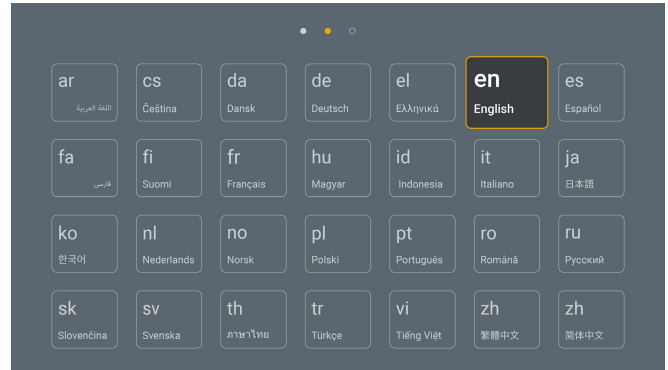 ar
اللغة العربية
cs
Čeština
da
Dansk
de
Deutsch
el
Ελληνικά
en
English
es
Español
fa
فارسی
fi
Suomi
fr
Français
hu
Magyar
id
Indonesia
it
Italiano
ja
日本語
ko
한국어
nl
Nederlands
no
Norsk
pl
Polski
pt
Português
ro
Română
ru
Русский
sk
Slovenčina
sv
Svenska
th
ภาษาไทย
tr
Türkçe
vi
Tiếng Việt
zh
繁體中文
zh
简体中文